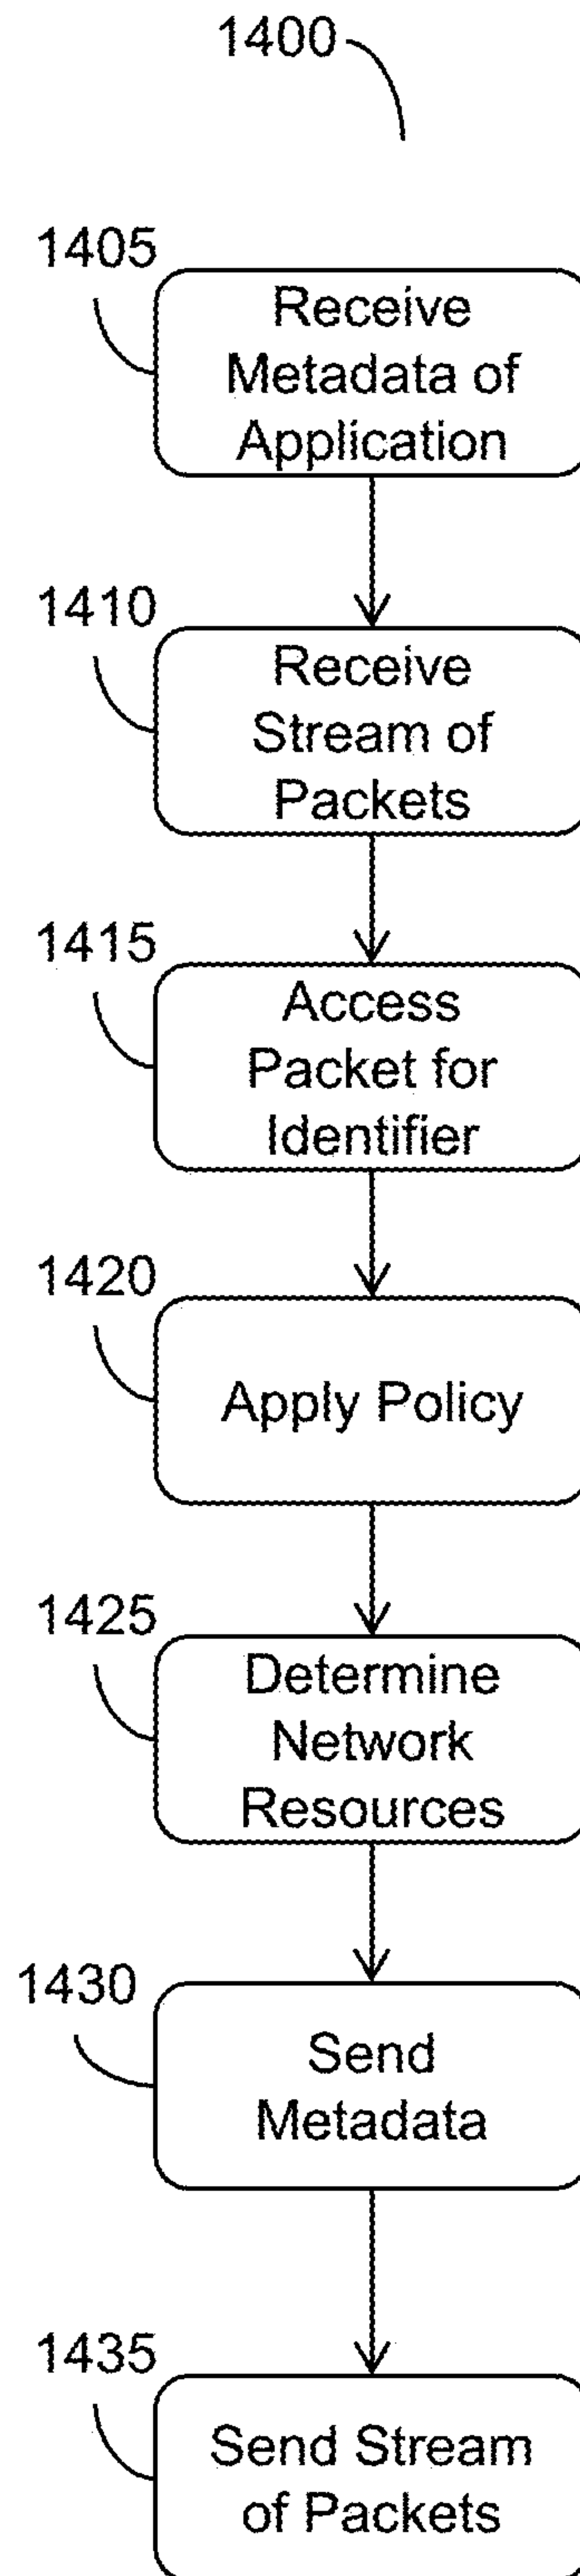 1400
1405
Receive
Metadata of
Application
1410
Receive
Stream of
Packets
1415
Access
Packet for
Identifier
1420
Apply Policy
1425
Determine
Network
Resources
1430
Send
Metadata
1435
Send Stream
of Packets